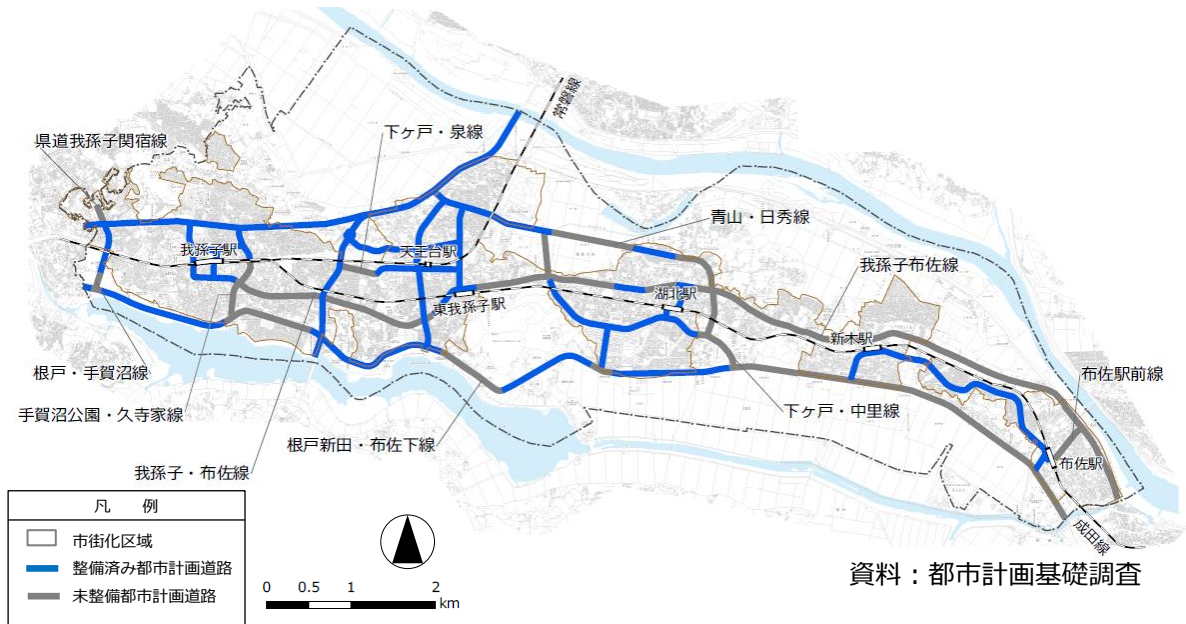 常磐線
県道我孫子関宿線
下ヶ戸・泉線
青山・日秀線
我孫子駅
天王台駅
我孫子布佐線
湖北駅
東我孫子駅
新木駅
根戸・手賀沼線
布佐駅前線
手賀沼公園・久寺家線
下ヶ戸・中里線
根戸新田・布佐下線
我孫子・布佐線
布佐駅
成田線
凡 例
市街化区域
整備済み都市計画道路
未整備都市計画道路
0 0.5 1 2
km
資料：都市計画基礎調査